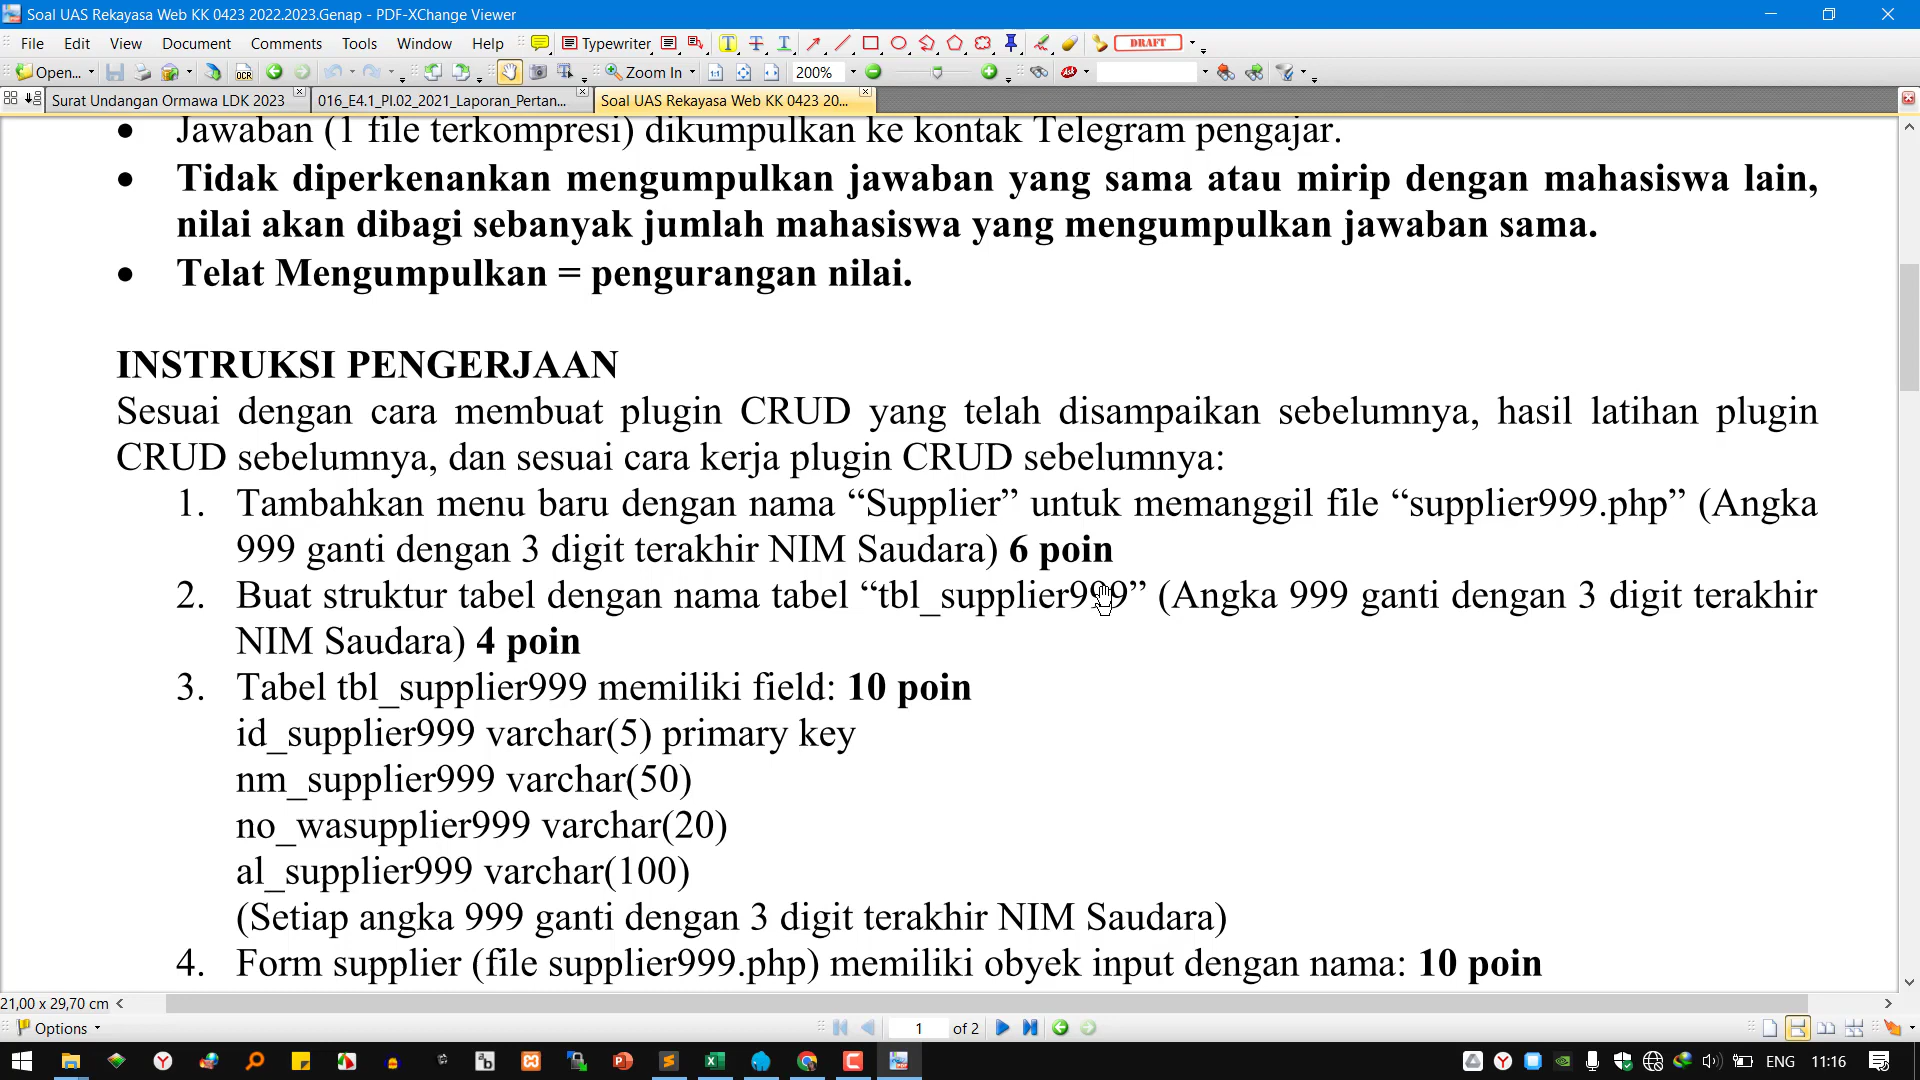 Soal UAS Rekayasa Web KK 0423 2022.2023.Genap - PDF-XChange Viewer
File Edit View Document Comments Tools Window Help Typewriter DRAFT
Open... OCR Zoom In 200%
Surat Undangan Ormawa LDK 2023 016_E4.1_PI.02_2021_Laporan_Pertan... Soal UAS Rekayasa Web KK 0423 20...
• Jawaban (1 file terkompresi) dikumpulkan ke kontak Telegram pengajar.
• Tidak diperkenankan mengumpulkan jawaban yang sama atau mirip dengan mahasiswa lain,
nilai akan dibagi sebanyak jumlah mahasiswa yang mengumpulkan jawaban sama.
• Telat Mengumpulkan = pengurangan nilai.
INSTRUKSI PENGERJAAN
Sesuai dengan cara membuat plugin CRUD yang telah disampaikan sebelumnya, hasil latihan plugin
CRUD sebelumnya, dan sesuai cara kerja plugin CRUD sebelumnya:
1. Tambahkan menu baru dengan nama “Supplier” untuk memanggil file “supplier999.php” (Angka
999 ganti dengan 3 digit terakhir NIM Saudara) 6 poin
2. Buat struktur tabel dengan nama tabel “tbl_supplier999” (Angka 999 ganti dengan 3 digit terakhir
NIM Saudara) 4 poin
3. Tabel tbl_supplier999 memiliki field: 10 poin
id_supplier999 varchar(5) primary key
nm_supplier999 varchar(50)
no_wasupplier999 varchar(20)
al_supplier999 varchar(100)
(Setiap angka 999 ganti dengan 3 digit terakhir NIM Saudara)
4. Form supplier (file supplier999.php) memiliki obyek input dengan nama: 10 poin
21,00 x 29,70 cm
Options 1 of 2
ENG 11:16